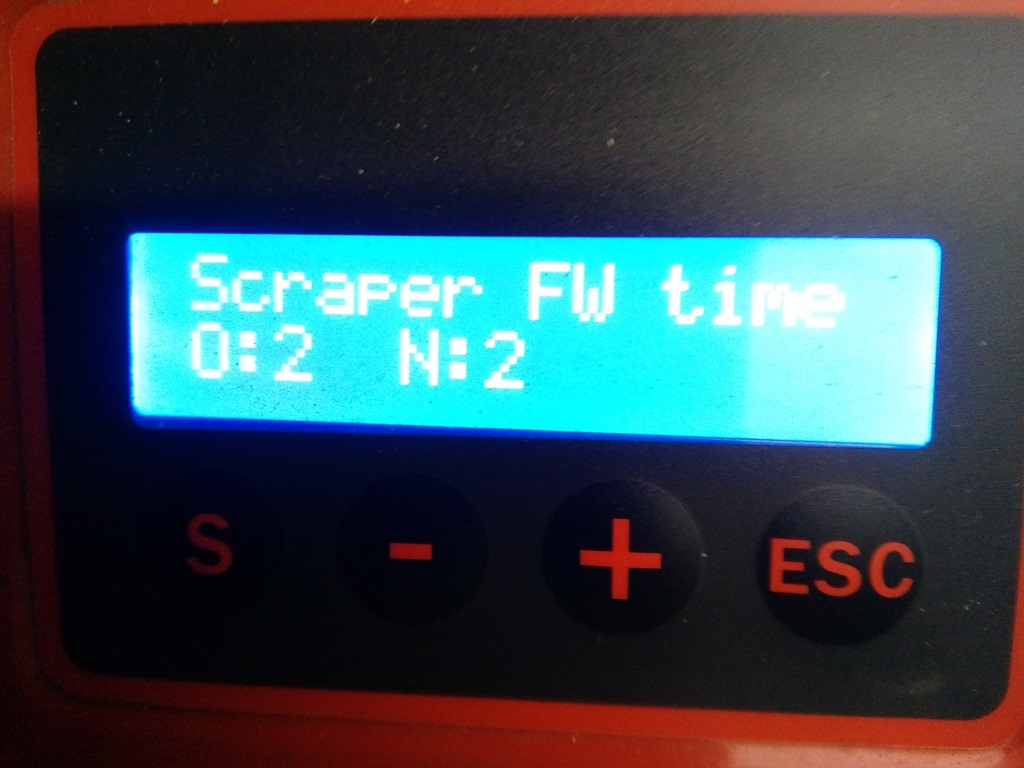 Scraper FW time
O:2 N:2
S - + ESC